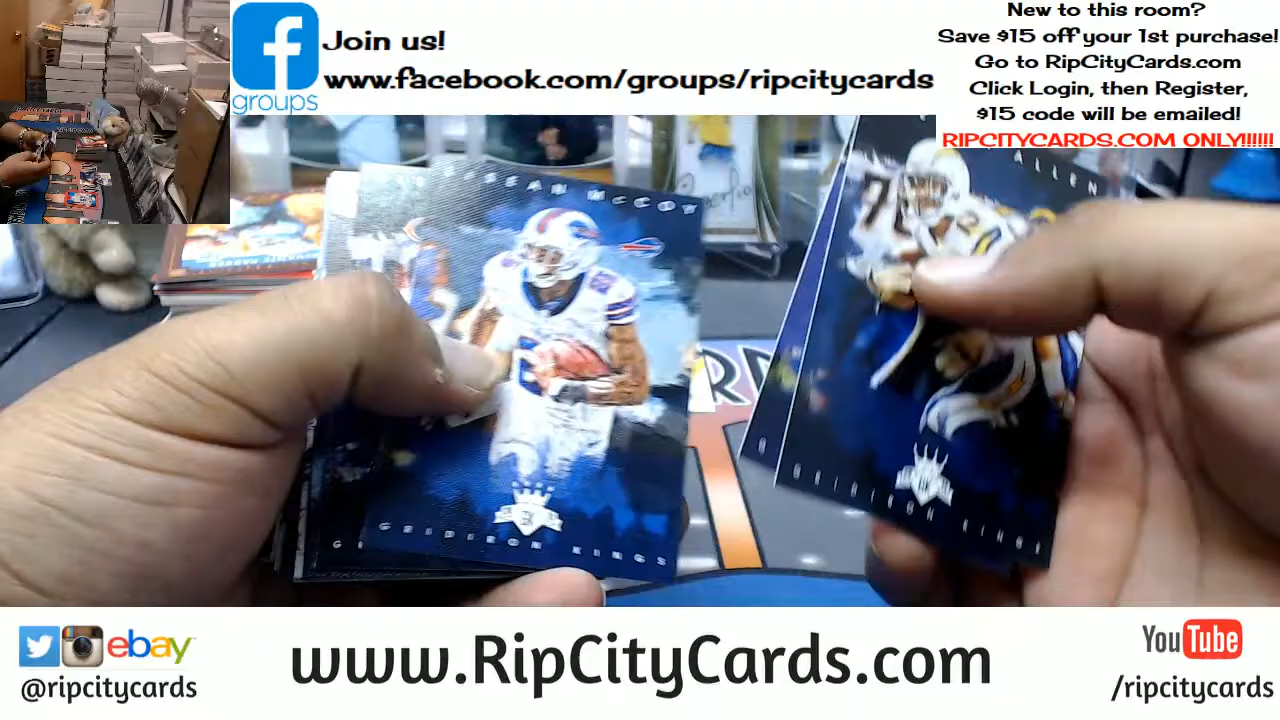 groups
Join us!
www.facebook.com/groups/ripcitycards
New to this room?
Save $15 off your 1st purchase!
Go to RipCityCards.com
Click Login, then Register,
$15 code will be emailed!
RIPCITYCARDS.COM ONLY!!!!!!
SEAN MCCOY
ALLEN
GRIDIRON KINGS
GRIDIRON KINGS
ebay
@ripcitycards
www.RipCityCards.com
YouTube
/ripcitycards